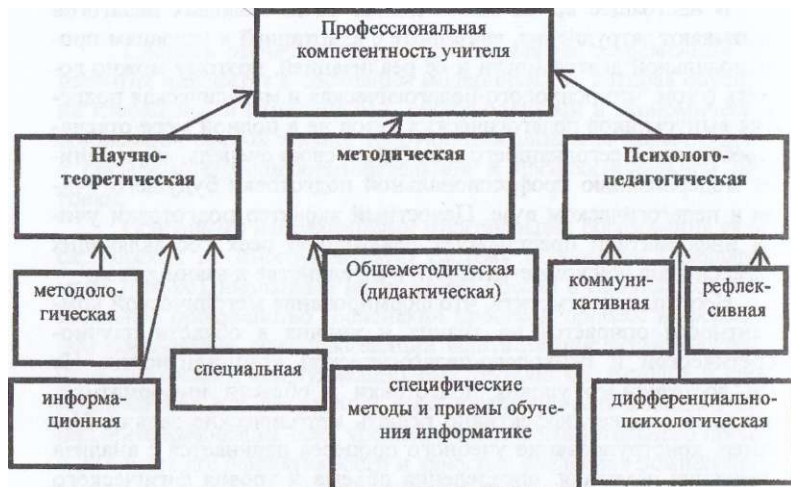 Профессиональная
компетентность учителя
Научно-
теоретическая
методическая
Психолого-
педагогическая
методоло-
гическая
Общеметодическая
(дидактическая)
коммуни-
кативная
рефлек-
сивная
информа-
ционная
специальная
специфические
методы и приемы обуче-
ния информатике
дифференциально-
психологическая